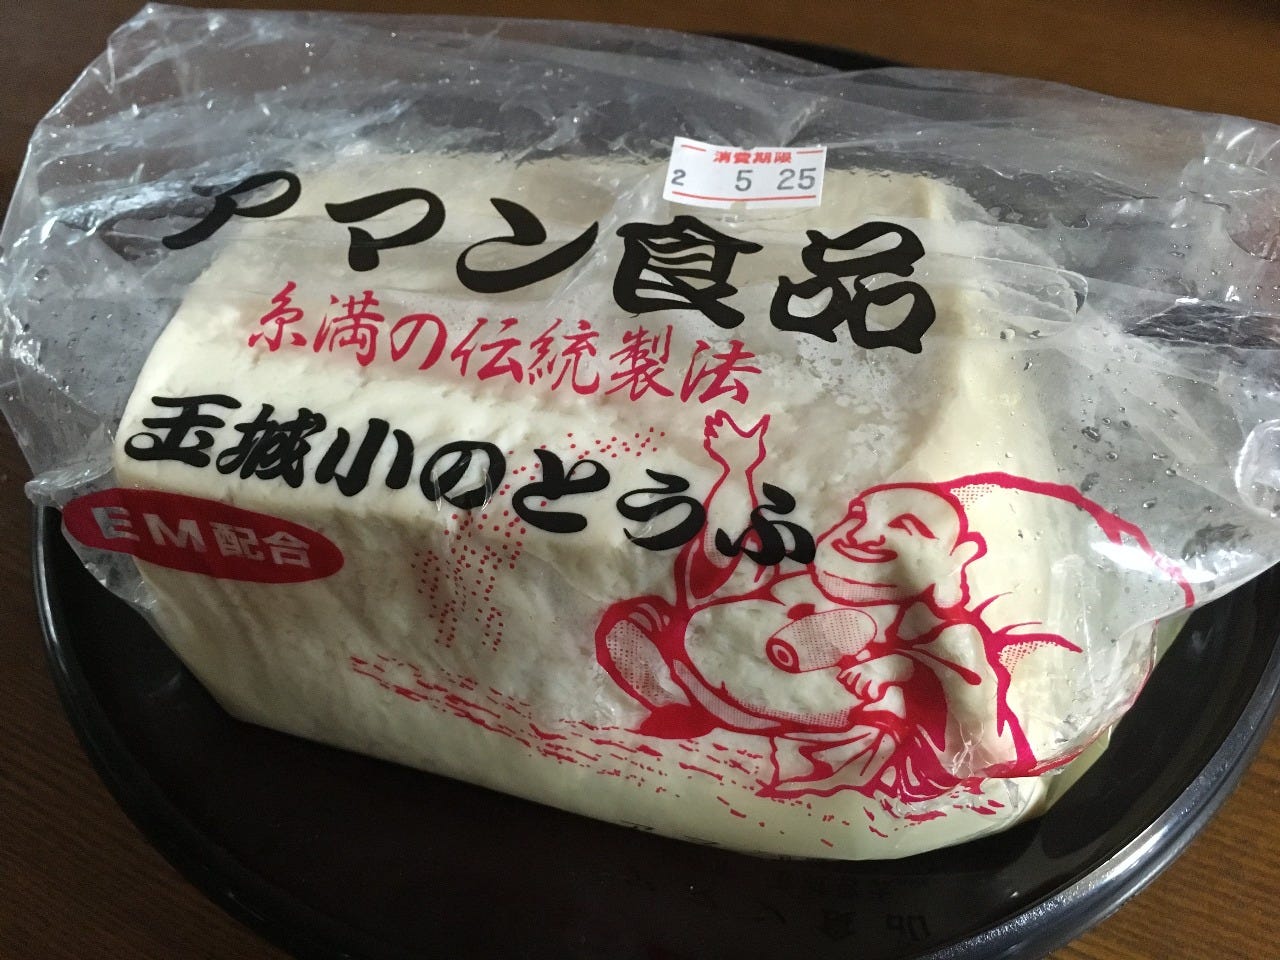 消費期限
2 5 25
アマン食品
糸満の伝統製法
玉城小のとうふ
EM配合